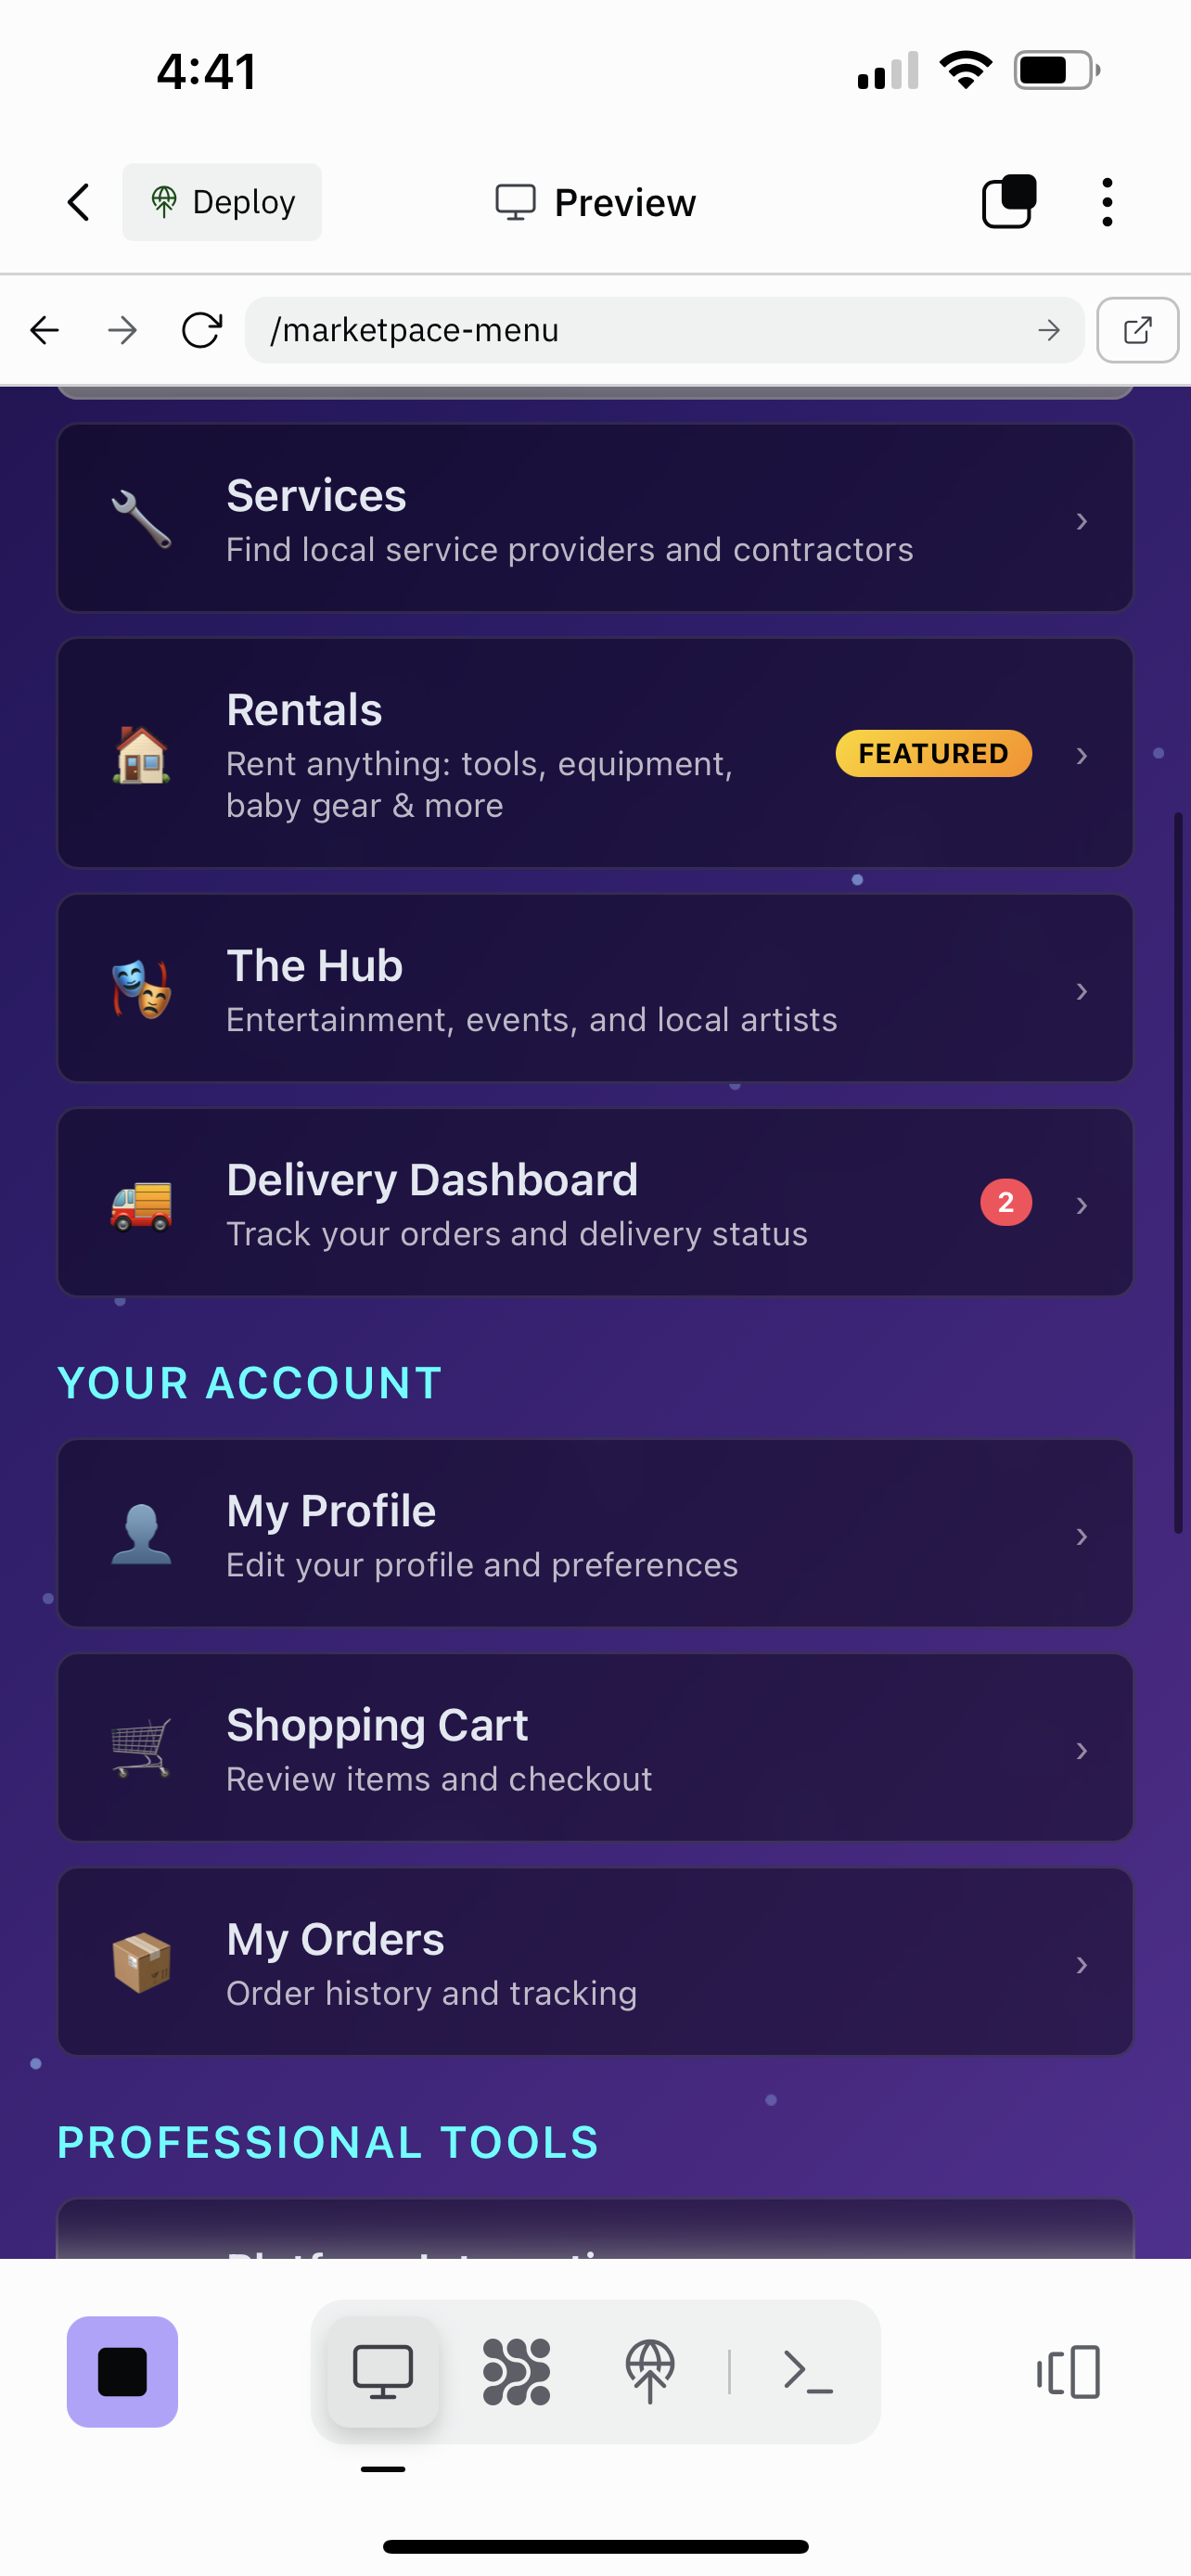 4:41
Deploy
Preview
/marketpace-menu
Services
Find local service providers and contractors
Rentals
Rent anything: tools, equipment,
baby gear & more
FEATURED
The Hub
Entertainment, events, and local artists
Delivery Dashboard
Track your orders and delivery status
2
YOUR ACCOUNT
My Profile
Edit your profile and preferences
Shopping Cart
Review items and checkout
My Orders
Order history and tracking
PROFESSIONAL TOOLS